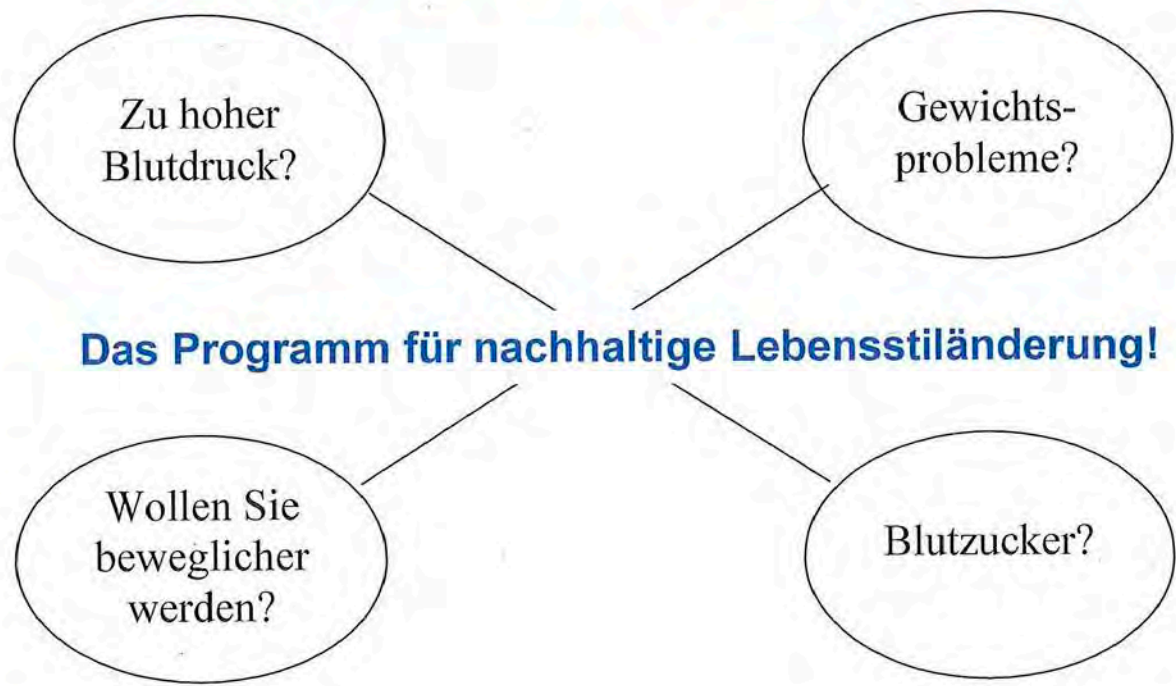 Zu hoher
Blutdruck?
Gewichts-
probleme?
Das Programm für nachhaltige Lebensstiländerung!
Wollen Sie
beweglicher
werden?
Blutzucker?